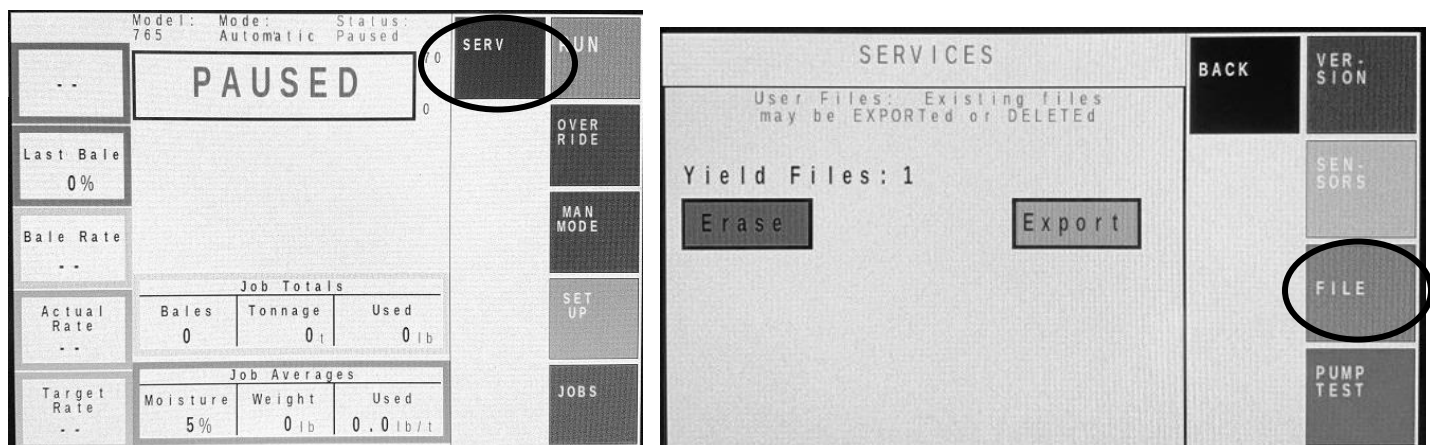 Model: Mode: Status:
765 Automatic Paused
PAUSED
70
0
--
Last Bale
0%
Bale Rate
--
Actual
Rate
--
Target
Rate
--
Job Totals
Bales Tonnage Used
0 0 t 0 lb
Job Averages
Moisture Weight Used
5% 0 lb 0.0 lb/t
SERV
RUN
OVER
RIDE
MAN
MODE
SET
UP
JOBS
SERVICES
User Files: Existing files
may be EXPORTed or DELETEd
Yield Files: 1
Erase Export
BACK
VER-
SION
SEN-
SORS
FILE
PUMP
TEST